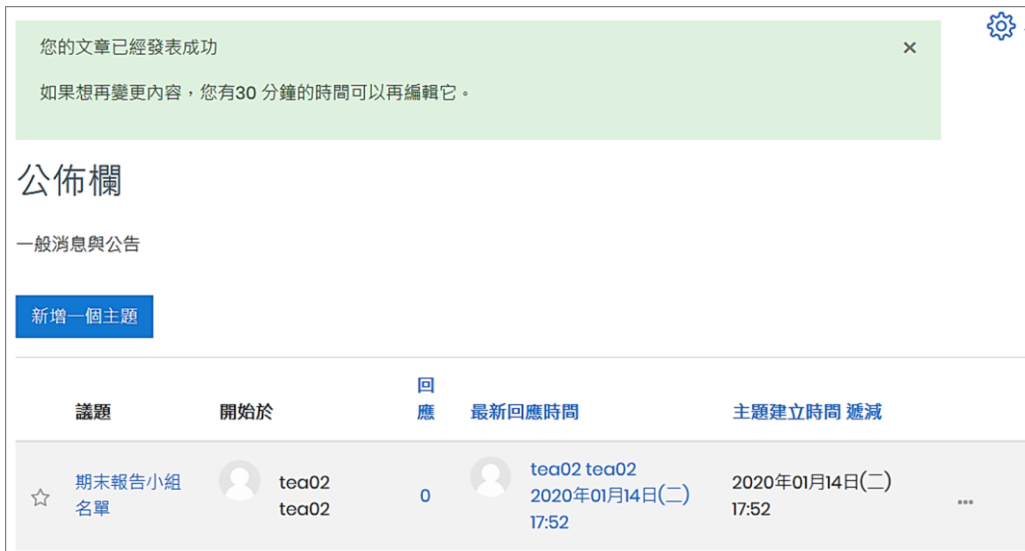 您的文章已經發表成功
×
如果想再變更內容，您有30 分鐘的時間可以再編輯它。
公佈欄
一般消息與公告
新增一個主題
議題 開始於 回應 最新回應時間 主題建立時間 遞減
期末報告小組名單 tea02 tea02 0 tea02 tea02 2020年01月14日(二) 17:52 2020年01月14日(二) 17:52 ...